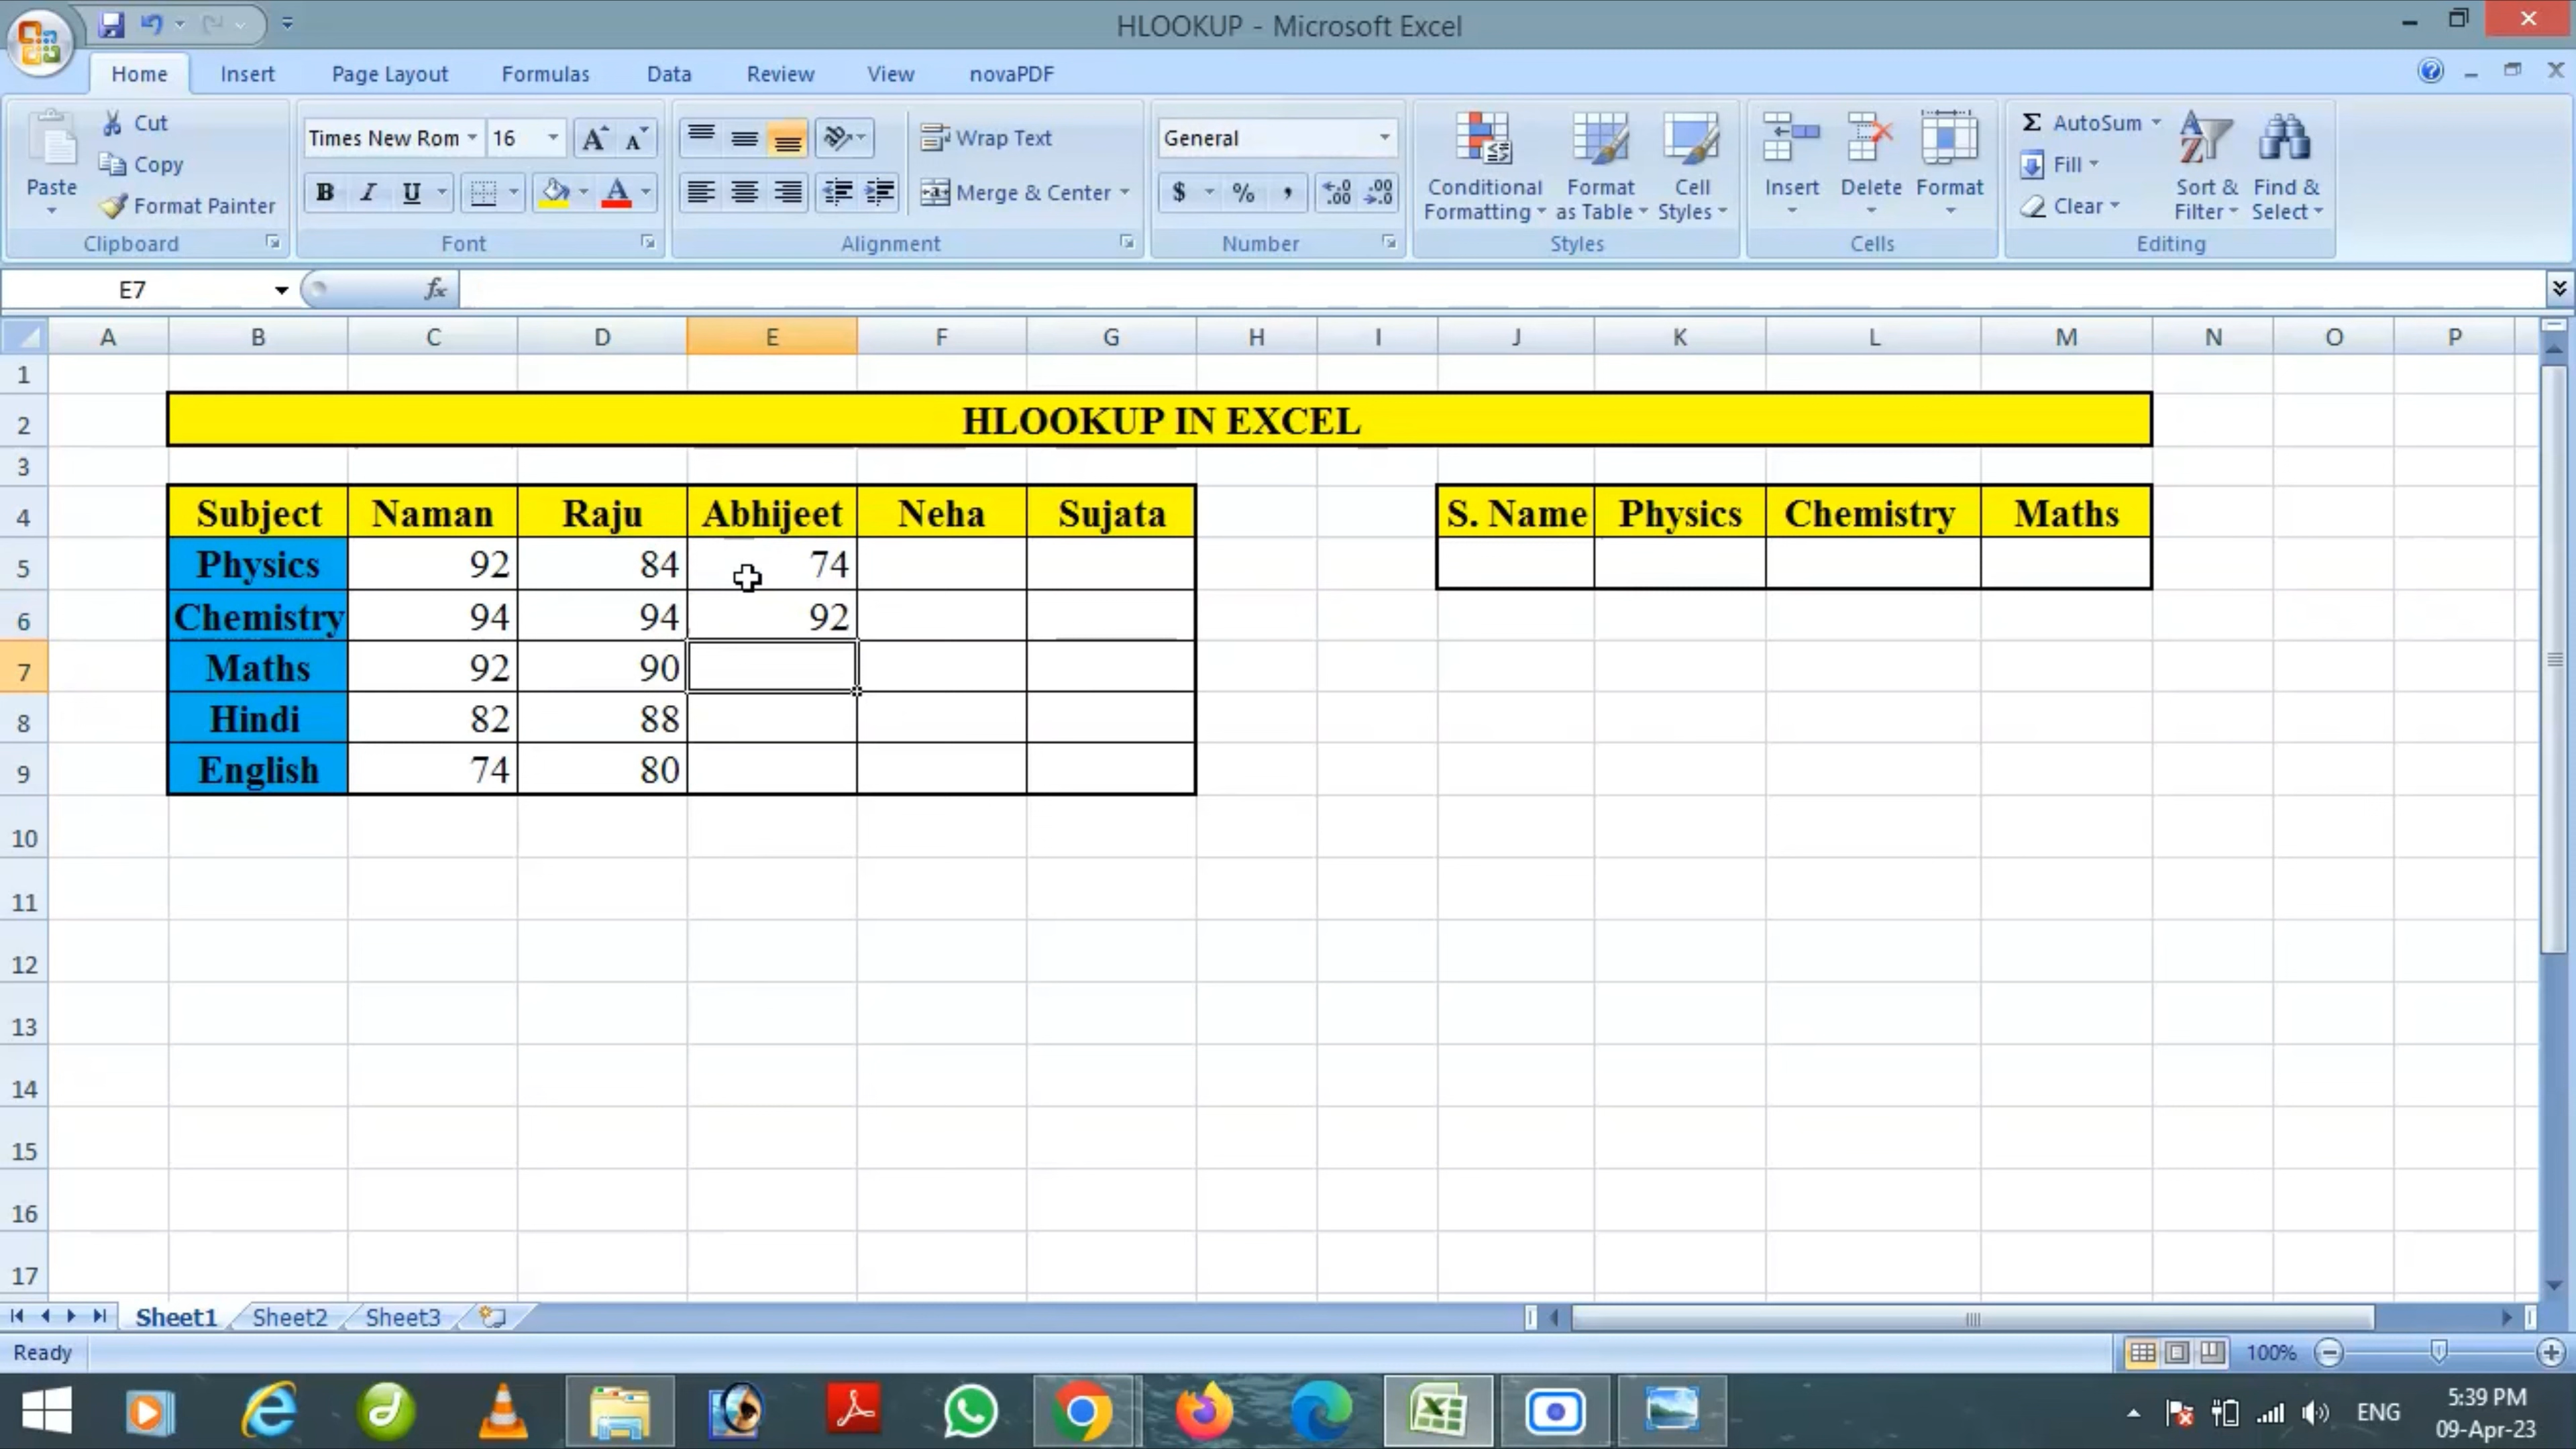 HLOOKUP - Microsoft Excel
Home Insert Page Layout Formulas Data Review View novaPDF
Paste
Cut
Copy
Format Painter
Clipboard
Times New Rom 16
B I U
Font
Wrap Text
Merge & Center
Alignment
General
$ % ,
Number
Conditional Formatting
Format as Table
Cell Styles
Styles
Insert Delete Format
Cells
Σ AutoSum
Fill
Clear
Sort & Filter
Find & Select
Editing
E7 fx
A B C D E F G H I J K L M N O P
1
2 HLOOKUP IN EXCEL
3
4 Subject Naman Raju Abhijeet Neha Sujata S. Name Physics Chemistry Maths
5 Physics 92 84 74
6 Chemistry 94 94 92
7 Maths 92 90
8 Hindi 82 88
9 English 74 80
10
11
12
13
14
15
16
17
Sheet1 Sheet2 Sheet3
Ready 100%
ENG 5:39 PM
09-Apr-23